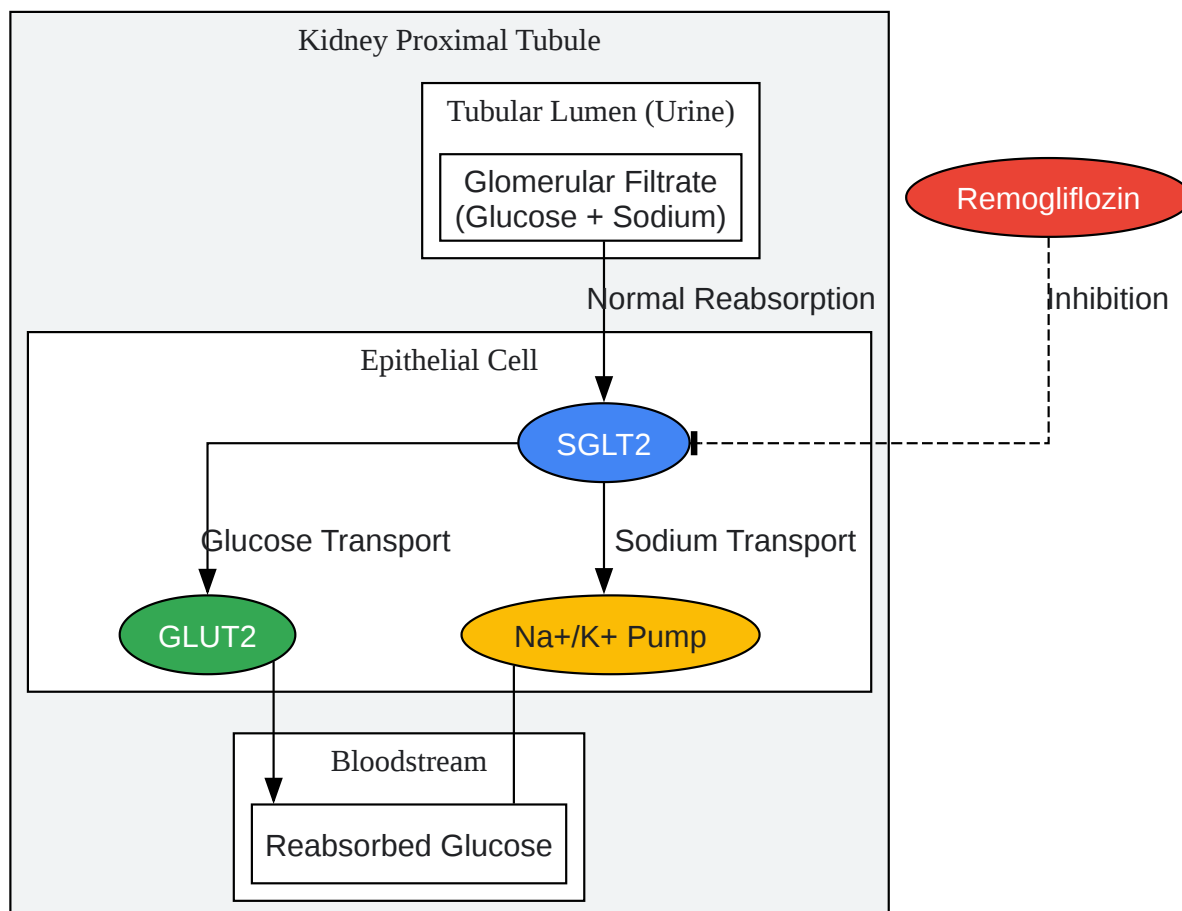 Kidney Proximal Tubule
Tubular Lumen (Urine)
Glomerular Filtrate
(Glucose + Sodium)
Remogliflozin
Normal Reabsorption
Inhibition
Epithelial Cell
SGLT2
Glucose Transport
Sodium Transport
GLUT2
Na+/K+ Pump
Bloodstream
Reabsorbed Glucose